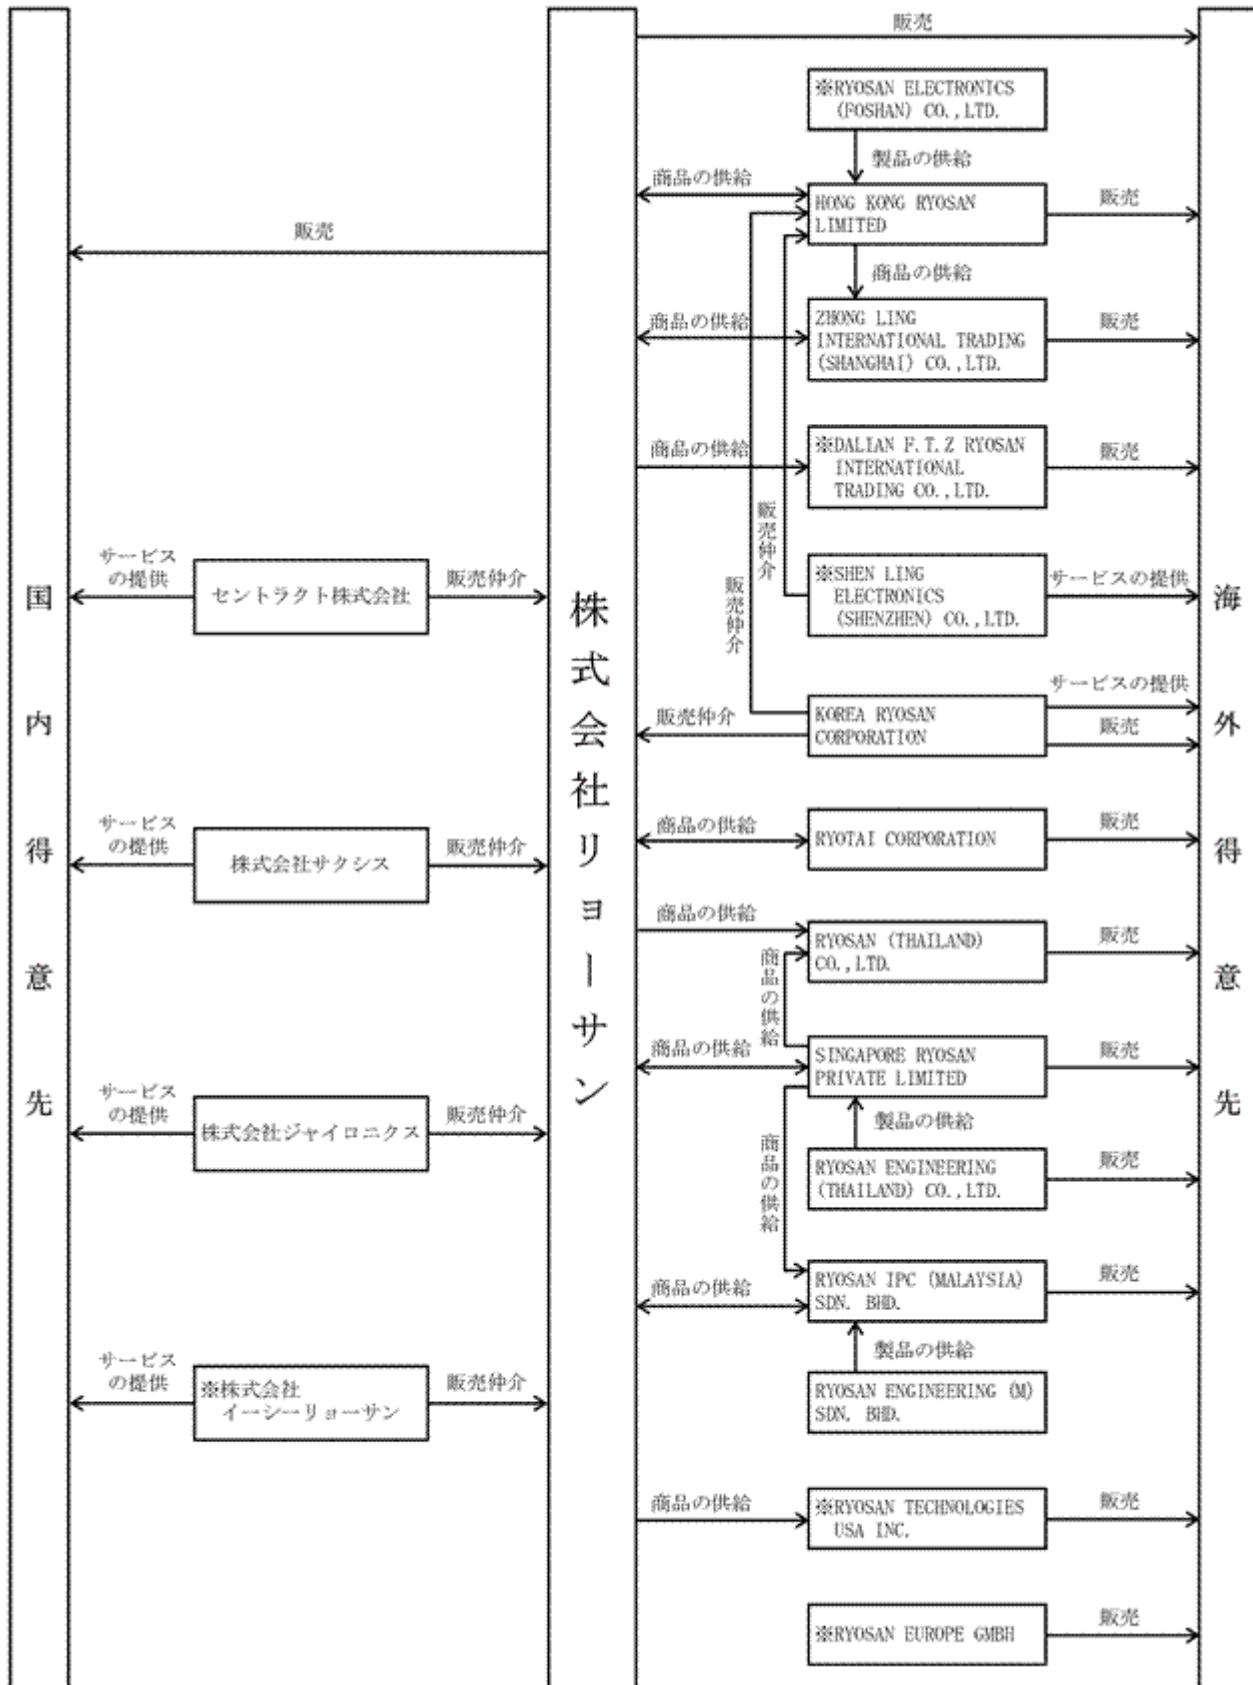 国内得意先
株式会社リョーサン
海外得意先
販売
販売
サービス
の提供
セントラクト株式会社
販売仲介
サービス
の提供
株式会社サクシス
販売仲介
サービス
の提供
株式会社ジャイロニクス
販売仲介
サービス
の提供
※株式会社
イーシーリョーサン
販売仲介
※RYOSAN ELECTRONICS
(FOSHAN) CO.,LTD.
製品の供給
商品の供給
HONG KONG RYOSAN
LIMITED
販売
商品の供給
商品の供給
ZHONG LING
INTERNATIONAL TRADING
(SHANGHAI) CO.,LTD.
販売
商品の供給
※DALIAN F.T.Z RYOSAN
INTERNATIONAL
TRADING CO.,LTD.
販売
販売仲介
販売仲介
※SHEN LING
ELECTRONICS
(SHENZHEN) CO.,LTD.
サービスの提供
販売仲介
KOREA RYOSAN
CORPORATION
サービスの提供
販売
商品の供給
RYOTAI CORPORATION
販売
商品の供給
RYOSAN (THAILAND)
CO.,LTD.
販売
商品の供給
商品の供給
SINGAPORE RYOSAN
PRIVATE LIMITED
販売
製品の供給
商品の供給
RYOSAN ENGINEERING
(THAILAND) CO.,LTD.
販売
商品の供給
RYOSAN IPC (MALAYSIA)
SDN. BHD.
販売
製品の供給
RYOSAN ENGINEERING (M)
SDN. BHD.
商品の供給
※RYOSAN TECHNOLOGIES
USA INC.
販売
※RYOSAN EUROPE GMBH
販売